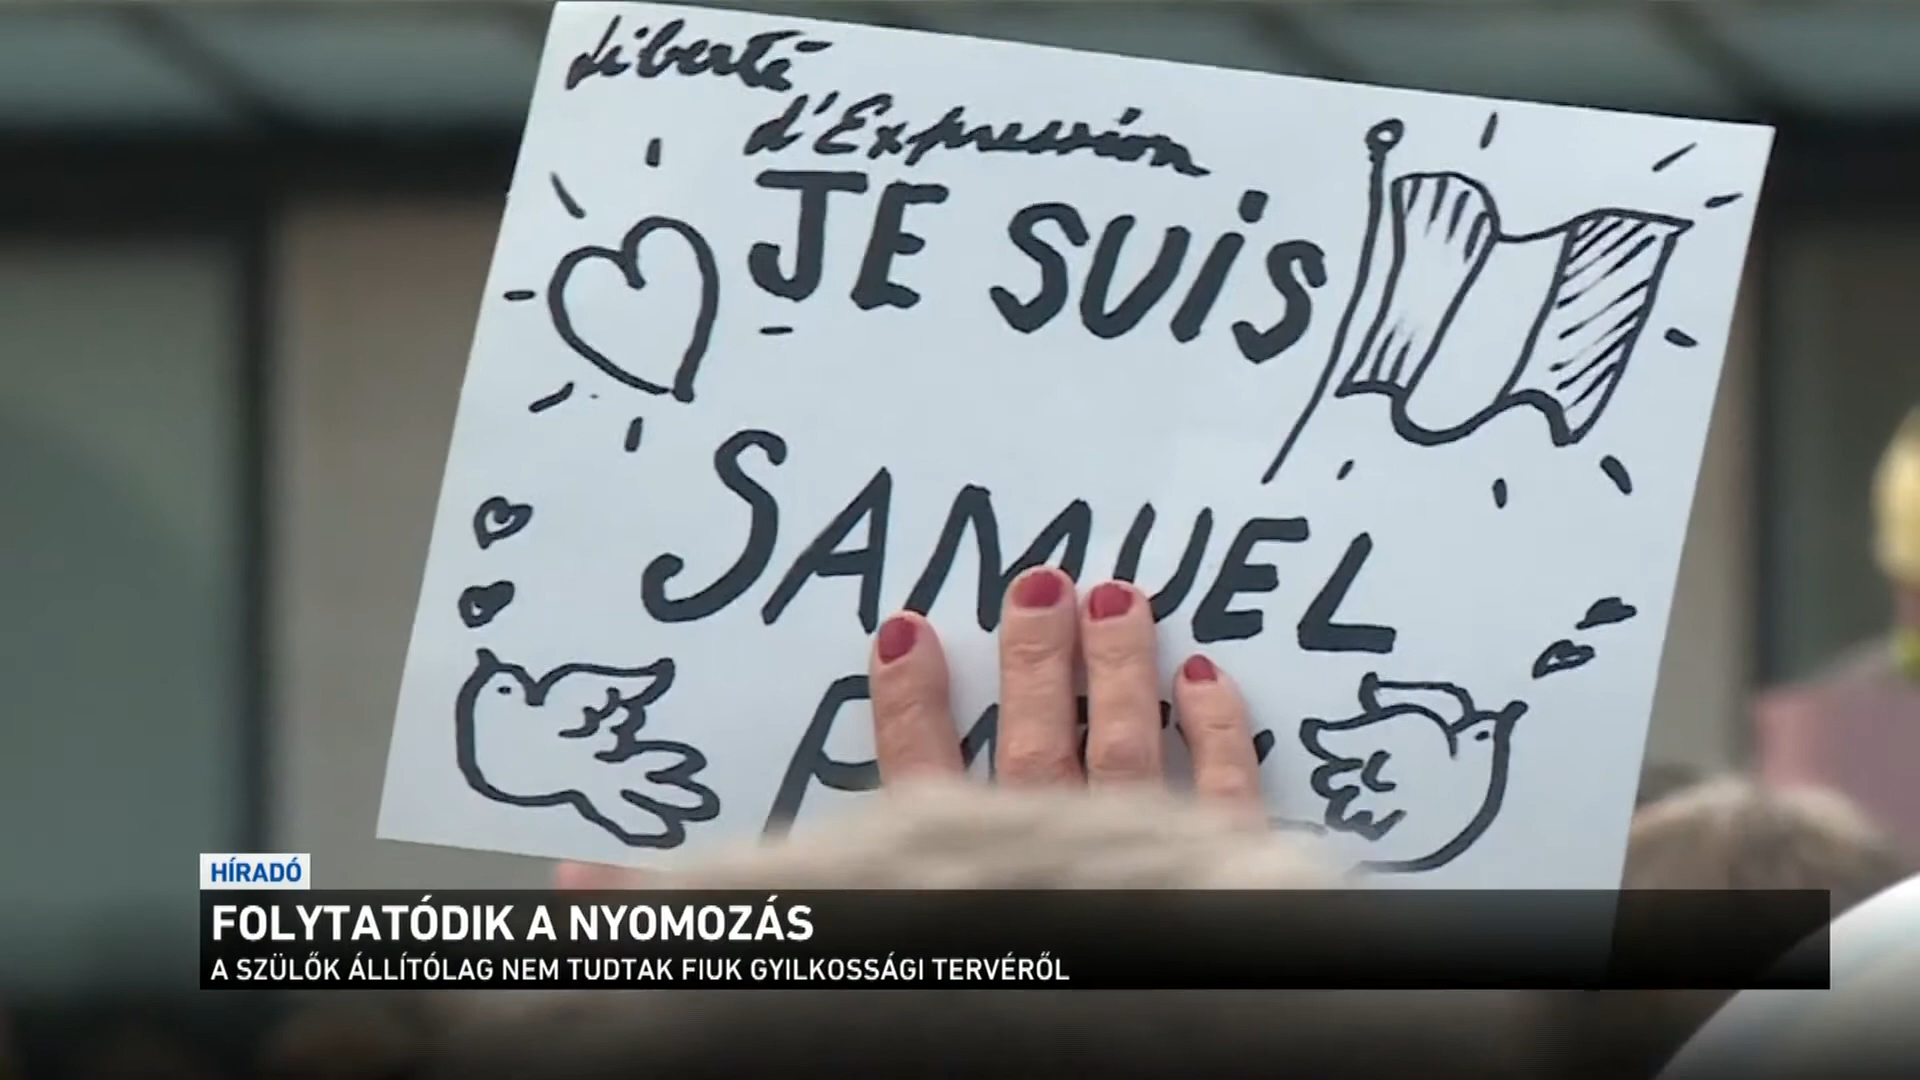 Liberté
d'Expression
JE SUIS
SAMUEL
HÍRADÓ
FOLYTATÓDIK A NYOMOZÁS
A SZÜLŐK ÁLLÍTÓLAG NEM TUDTAK FIUK GYILKOSSÁGI TERVÉRŐL